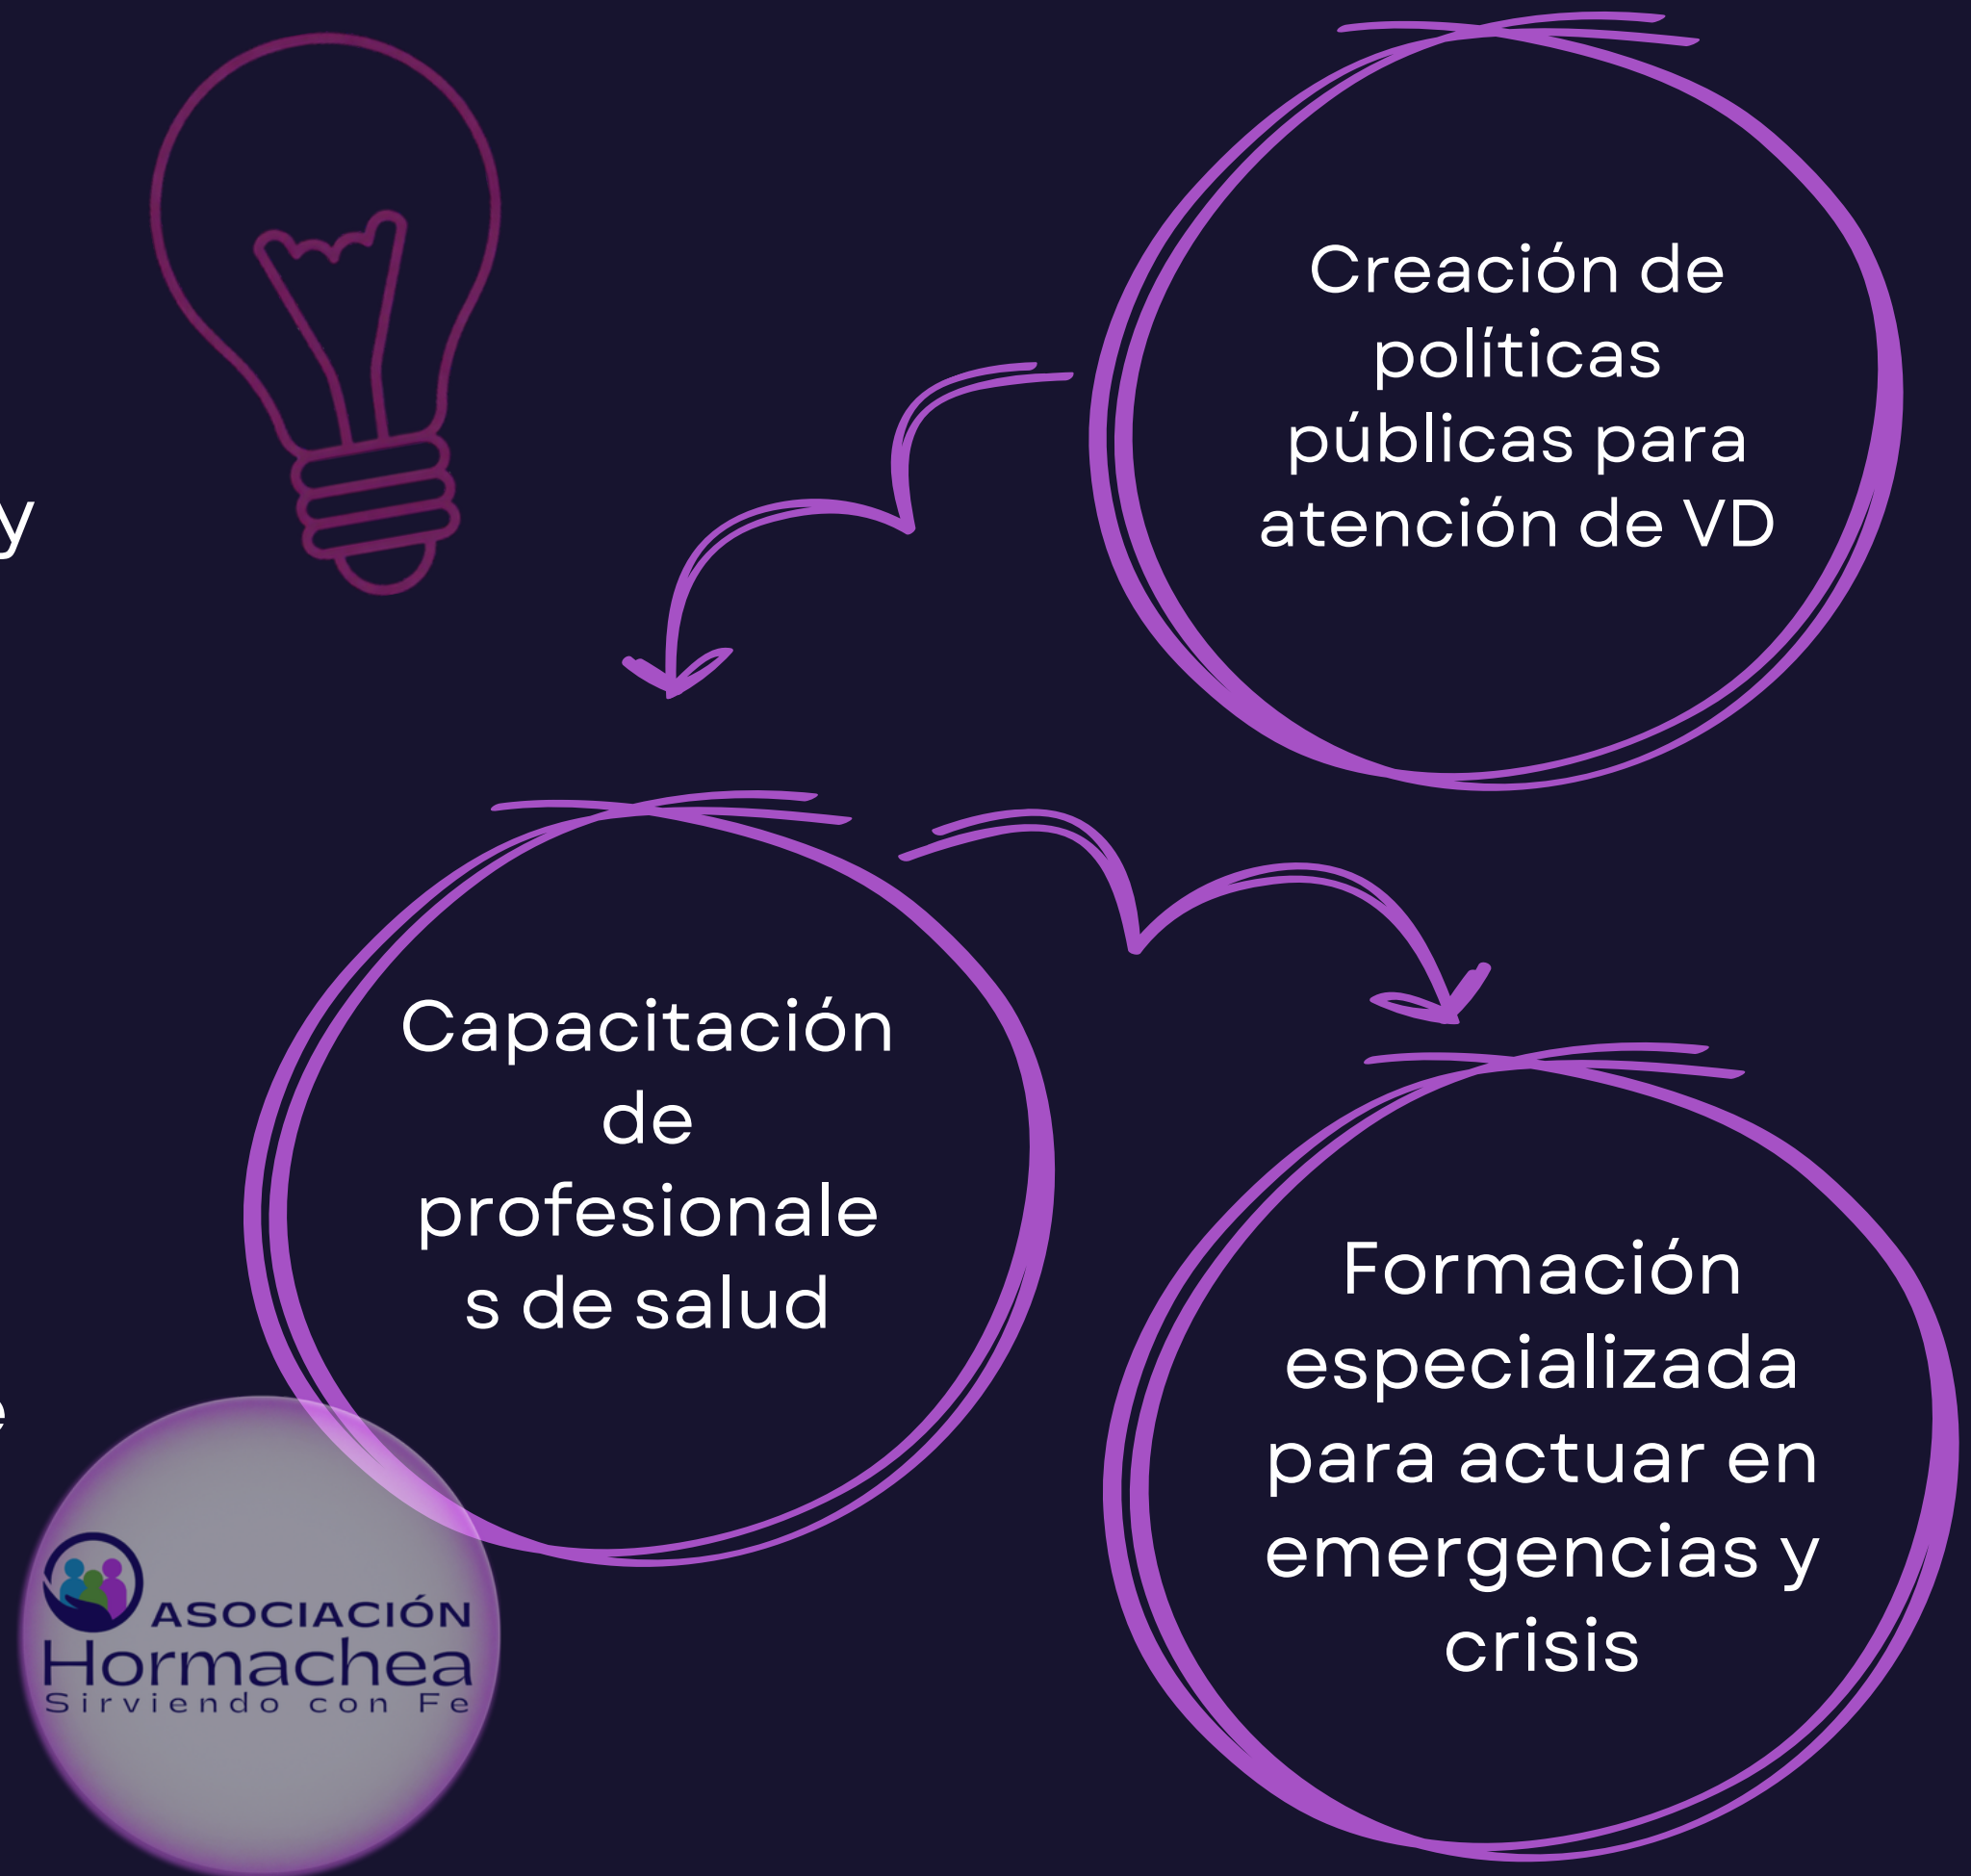 Creación de
políticas
públicas para
atención de VD
y
Capacitación
de
profesionale
s de salud
Formación
especializada
para actuar en
emergencias y
crisis
e
ASOCIACIÓN
Hormachea
Sirviendo con Fe